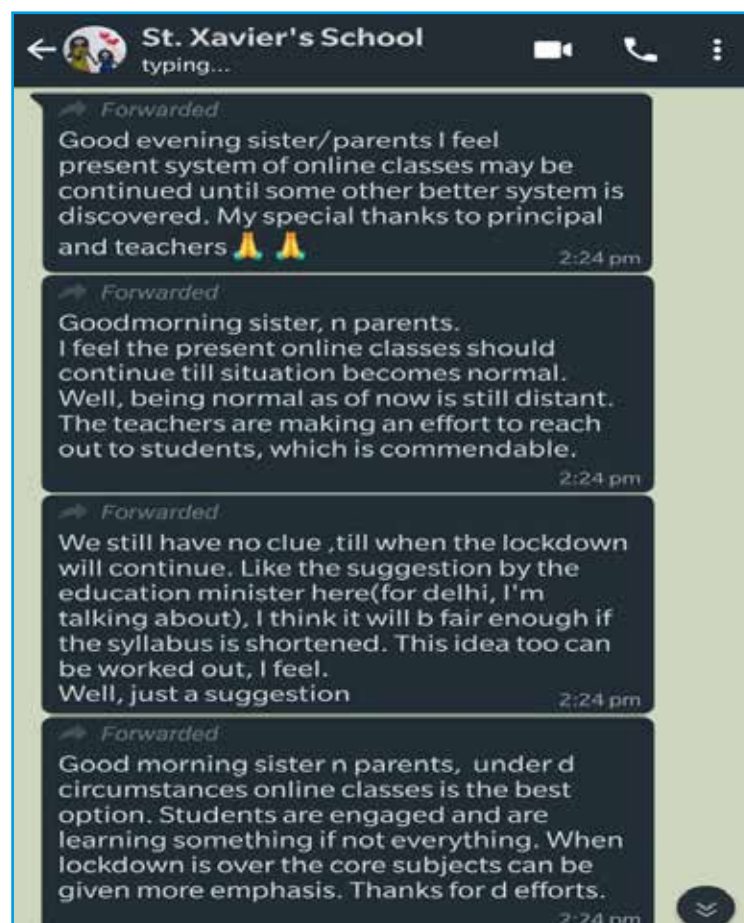 St. Xavier's School
typing...
Forwarded
Good evening sister/parents I feel
present system of online classes may be
continued until some other better system is
discovered. My special thanks to principal
and teachers 🙏 🙏
2:24 pm
Forwarded
Goodmorning sister, n parents.
I feel the present online classes should
continue till situation becomes normal.
Well, being normal as of now is still distant.
The teachers are making an effort to reach
out to students, which is commendable.
2:24 pm
Forwarded
We still have no clue ,till when the lockdown
will continue. Like the suggestion by the
education minister here(for delhi, I'm
talking about), I think it will b fair enough if
the syllabus is shortened. This idea too can
be worked out, I feel.
Well, just a suggestion
2:24 pm
Forwarded
Good morning sister n parents,  under d
circumstances online classes is the best
option. Students are engaged and are
learning something if not everything. When
lockdown is over the core subjects can be
given more emphasis. Thanks for d efforts.
2:24 pm